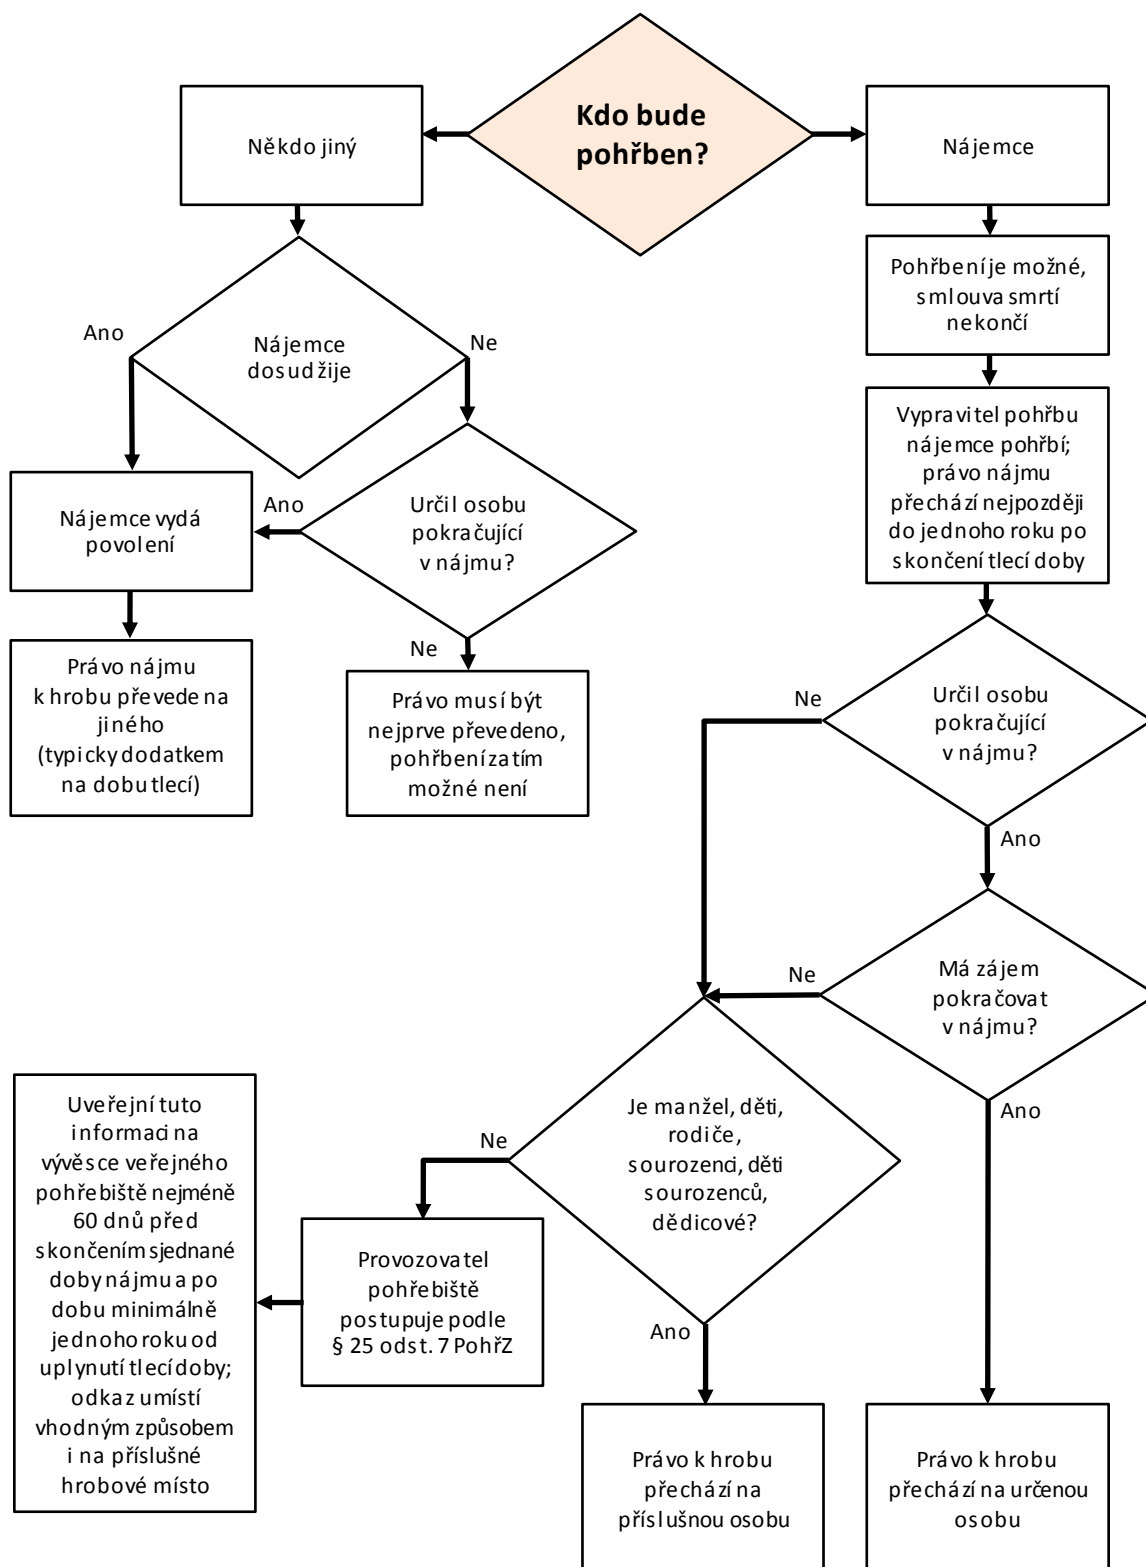 Kdo bude
pohřben?
Někdo jiný
Nájemce
Pohřbení je možné,
smlouva smrtí
nekončí
Ano
Nájemce
dosud žije
Ne
Vypravitel pohřbu
nájemce pohřbí;
právo nájmu
přechází nejpozději
do jednoho roku po
skončení tlecí doby
Nájemce vydá
povolení
Ano
Určil osobu
pokračující
v nájmu?
Ne
Právo nájmu
k hrobu převede na
jiného
(typicky dodatkem
na dobu tlecí)
Právo musí být
nejprve převedeno,
pohřbení zatím
možné není
Ne
Určil osobu
pokračující
v nájmu?
Ano
Ne
Má zájem
pokračovat
v nájmu?
Ano
Ne
Je manžel, děti,
rodiče,
sourozenci, děti
sourozenců,
dědicové?
Ano
Uveřejní tuto
informaci na
vývěsce veřejného
pohřebiště nejméně
60 dnů před
skončením sjednané
doby nájmu a po
dobu minimálně
jednoho roku od
uplynutí tlecí doby;
odkaz umístí
vhodným způsobem
i na příslušné
hrobové místo
Provozovatel
pohřebiště
postupuje podle
§ 25 odst. 7 PohřZ
Právo k hrobu
přechází na
příslušnou osobu
Právo k hrobu
přechází na určenou
osobu